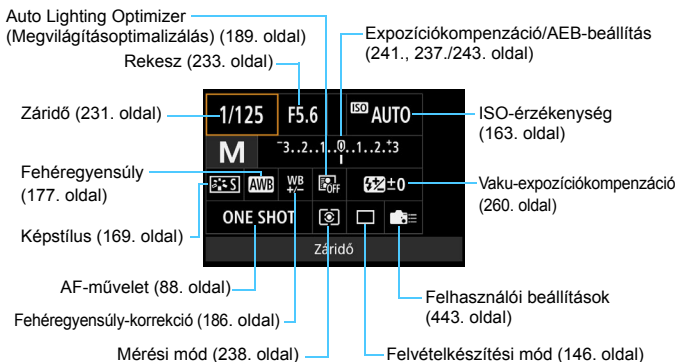 Auto Lighting Optimizer
(Megvilágításoptimalizálás) (189. oldal)
Expozíciókompenzáció/AEB-beállítás
(241., 237./243. oldal)
Rekesz (233. oldal)
Záridő (231. oldal)
ISO-érzékenység
(163. oldal)
1/125 F5.6 ISO AUTO
M -3..2..1..0..1..2.+3
Fehéregyensúly
(177. oldal)
S AWB WB +/- OFF ±0
Vaku-expozíciókompenzáció
(260. oldal)
Képstílus (169. oldal)
ONE SHOT
Záridő
AF-művelet (88. oldal)
Felhasználói beállítások
(443. oldal)
Fehéregyensúly-korrekció (186. oldal)
Mérési mód (238. oldal)
Felvételkészítési mód (146. oldal)